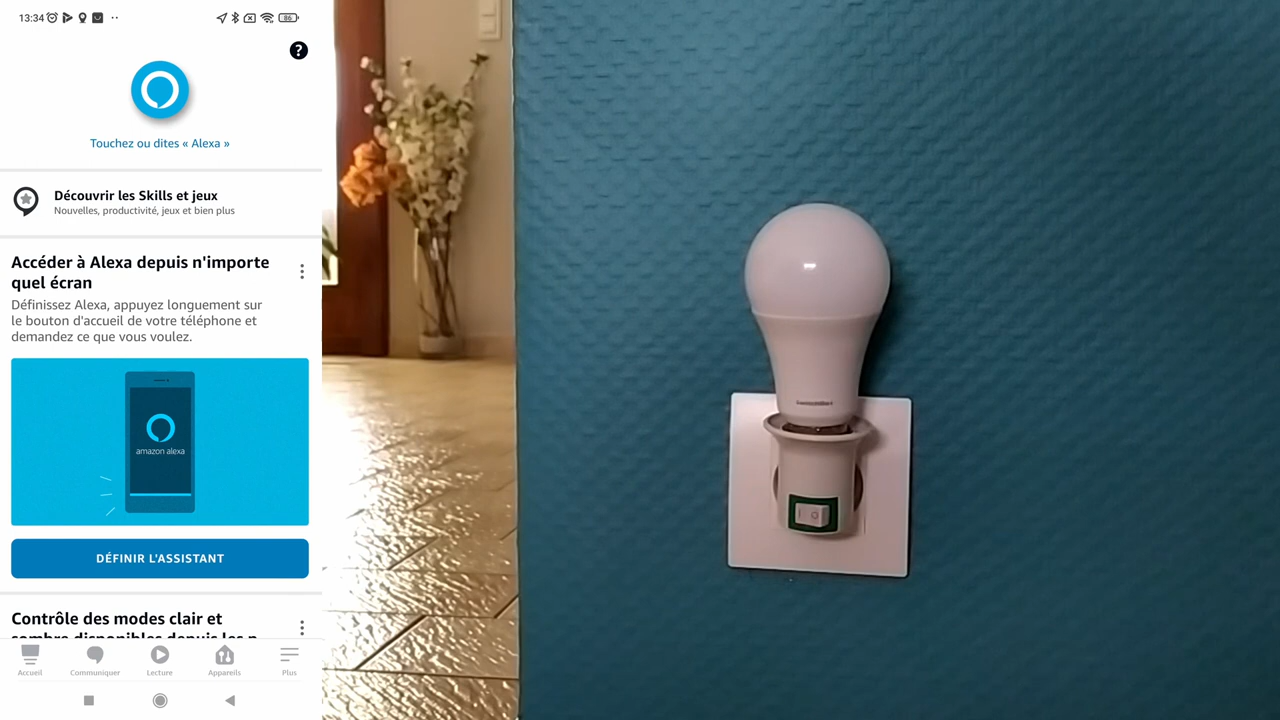 13:34
86
?
Touchez ou dites « Alexa »
Découvrir les Skills et jeux
Nouvelles, productivité, jeux et bien plus
Accéder à Alexa depuis n'importe
quel écran
Définissez Alexa, appuyez longuement sur
le bouton d'accueil de votre téléphone et
demandez ce que vous voulez.
amazon alexa
DÉFINIR L'ASSISTANT
Contrôle des modes clair et
Accueil
Communiquer
Lecture
Appareils
Plus